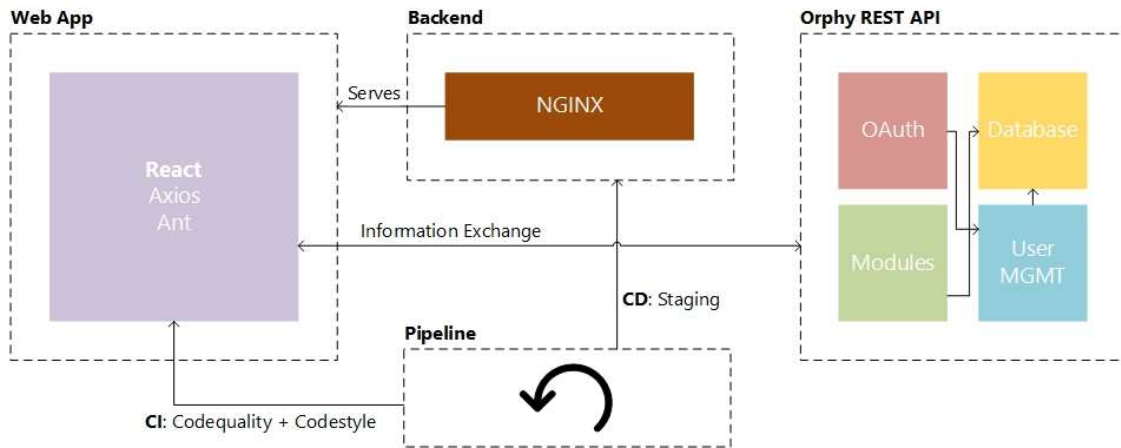 Web App
Backend
Orphy REST API
Serves
NGINX
OAuth
Database
React
Axios
Ant
Information Exchange
Modules
User
MGMT
CD: Staging
Pipeline
CI: Codequality + Codestyle